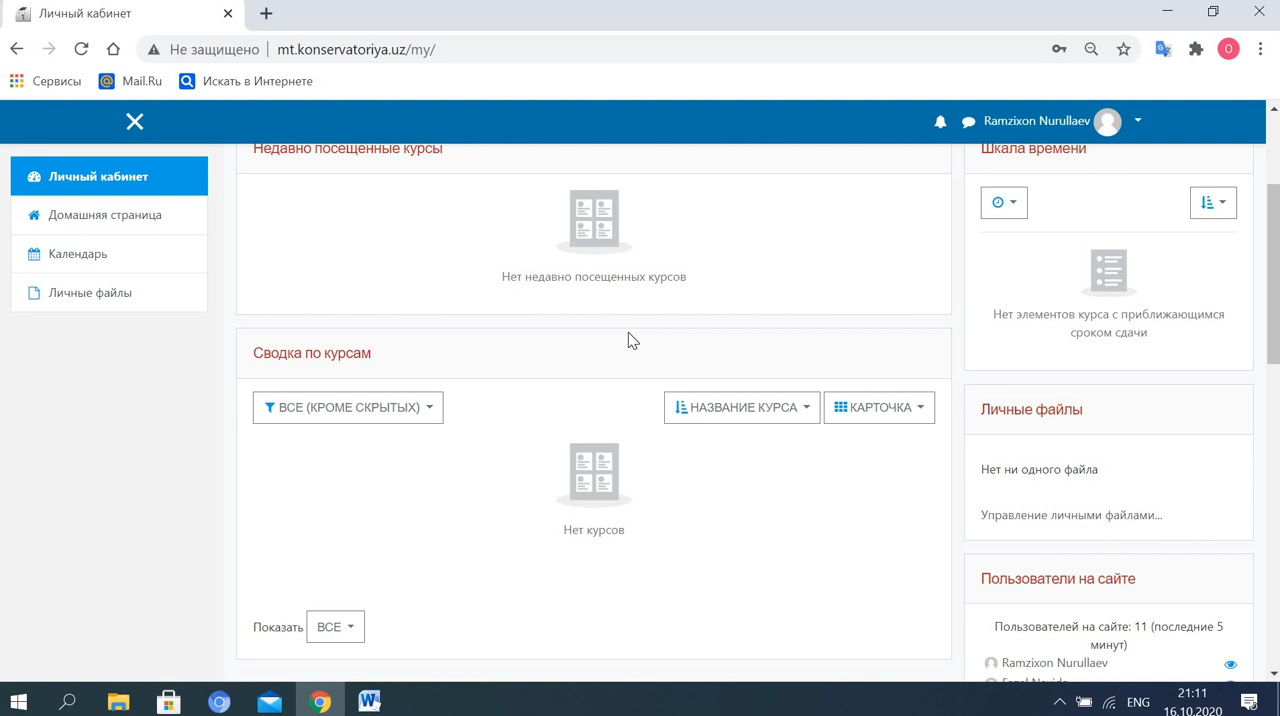 Личный кабинет
Не защищено
mt.konservatoriya.uz/my/
О
Сервисы
Mail.Ru
Искать в Интернете
Ramzixon Nurullaev
Личный кабинет
Домашняя страница
Календарь
Личные файлы
Недавно посещенные курсы
Нет недавно посещенных курсов
Сводка по курсам
ВСЕ (КРОМЕ СКРЫТЫХ)
НАЗВАНИЕ КУРСА
КАРТОЧКА
Нет курсов
Показать
ВСЕ
Шкала времени
Нет элементов курса с приближающимся
сроком сдачи
Личные файлы
Нет ни одного файла
Управление личными файлами...
Пользователи на сайте
Пользователей на сайте: 11 (последние 5
минут)
Ramzixon Nurullaev
ENG
21:11
16.10.2020